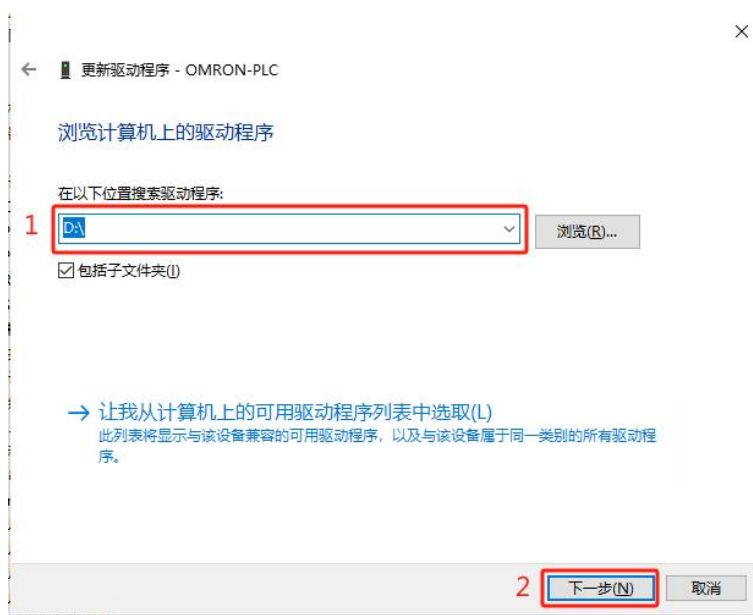 更新驱动程序 - OMRON-PLC
浏览计算机上的驱动程序
在以下位置搜索驱动程序:
1
D:\
浏览(R)...
包括子文件夹(I)
→ 让我从计算机上的可用驱动程序列表中选取(L)
此列表将显示与该设备兼容的可用驱动程序，以及与该设备属于同一类别的所有驱动程
序。
2
下一步(N)
取消